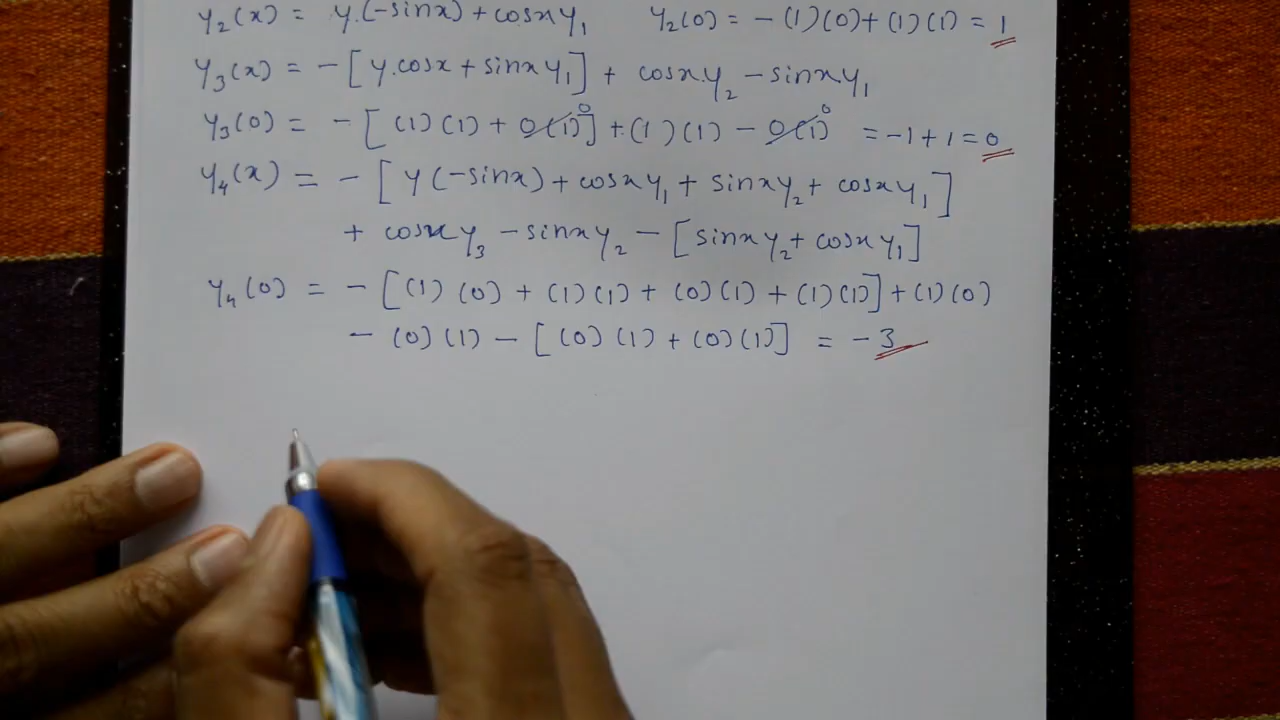 y₂(x) = y.(-sinx) + cosx y₁ y₂(0) = -(1)(0) + (1)(1) = 1
y₃(x) = -[y.cosx + sinx y₁] + cosx.y₂ - sinx y₁
y₃(0) = -[(1)(1) + 0(1)⁰] + (1)(1) - 0(1)⁰ = -1+1 = 0
y₄(x) = -[y(-sinx) + cosx y₁ + sinx y₂ + cosx y₁]
+ cosx y₃ - sinx y₂ - [sinx y₂ + cosx y₁]
y₄(0) = -[(1)(0) + (1)(1) + (0)(1) + (1)(1)] + (1)(0)
- (0)(1) - [(0)(1) + (0)(1)] = -3